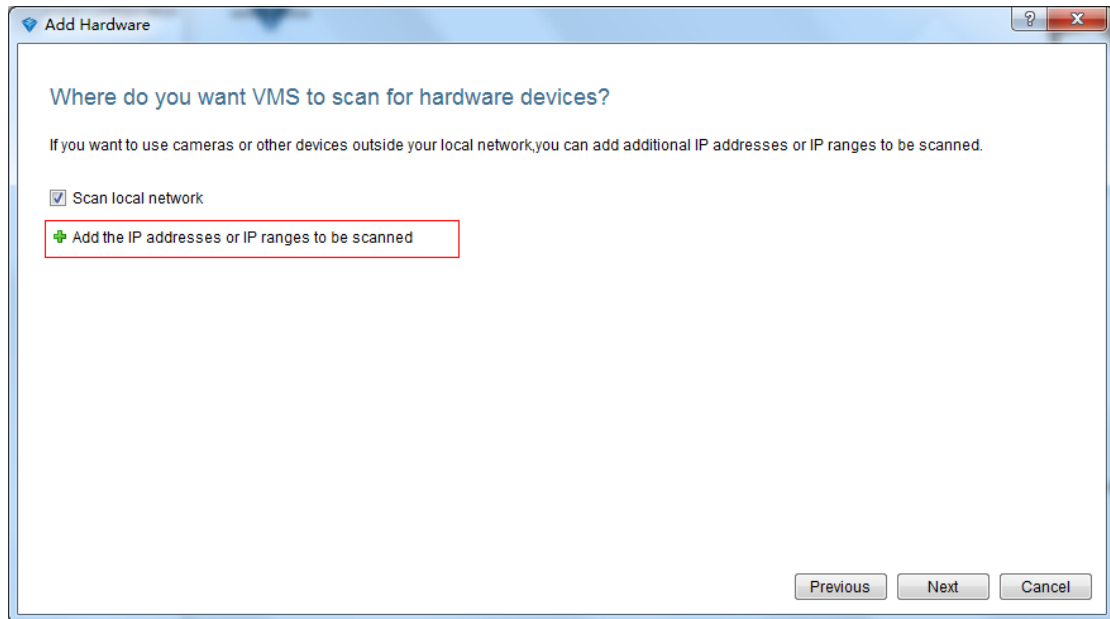 Add Hardware
Where do you want VMS to scan for hardware devices?
If you want to use cameras or other devices outside your local network,you can add additional IP addresses or IP ranges to be scanned.
Scan local network
Add the IP addresses or IP ranges to be scanned
Previous Next Cancel